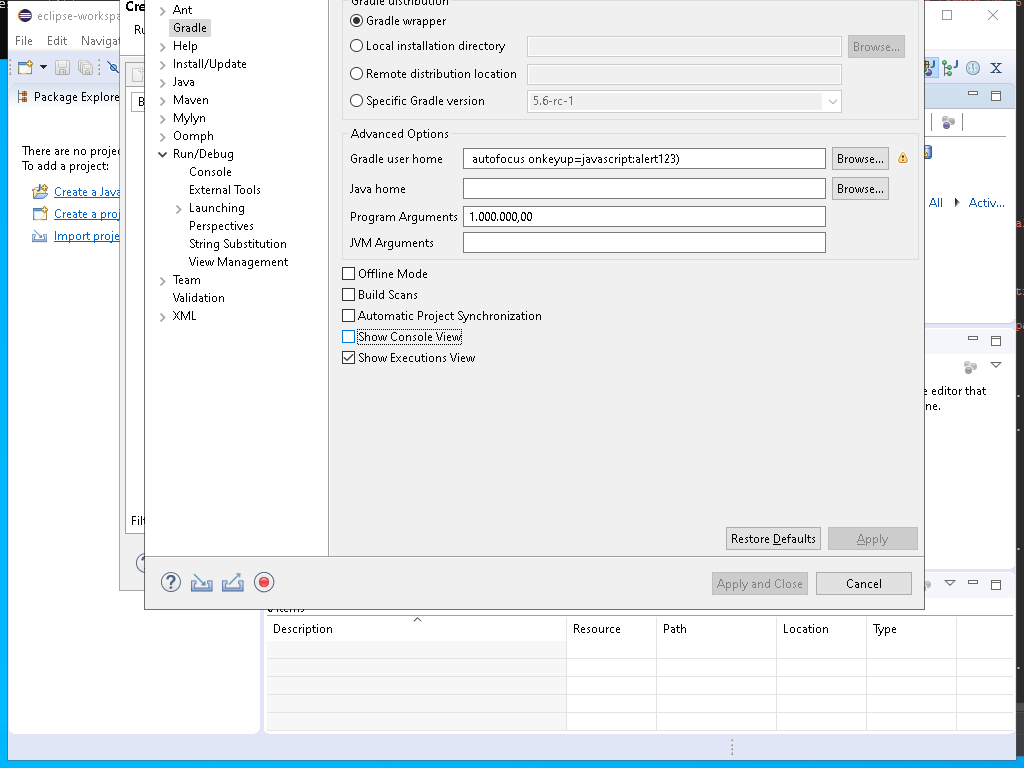 eclipse-workspa
File Edit Navigat
Package Explore
There are no projec
To add a project:
Create a Java
Create a proj
Import proje
Cre
Ru
B
Filt
Ant
Gradle
Help
Install/Update
Java
Maven
Mylyn
Oomph
Run/Debug
Console
External Tools
Launching
Perspectives
String Substitution
View Management
Team
Validation
XML
Gradle distribution
Gradle wrapper
Local installation directory Browse...
Remote distribution location
Specific Gradle version 5.6-rc-1
Advanced Options
Gradle user home autofocus onkeyup=javascript:alert123) Browse...
Java home Browse...
Program Arguments 1.000.000,00
JVM Arguments
Offline Mode
Build Scans
Automatic Project Synchronization
Show Console View
Show Executions View
Restore Defaults Apply
Apply and Close Cancel
All Activ...
e editor that
ne.
items
Description Resource Path Location Type